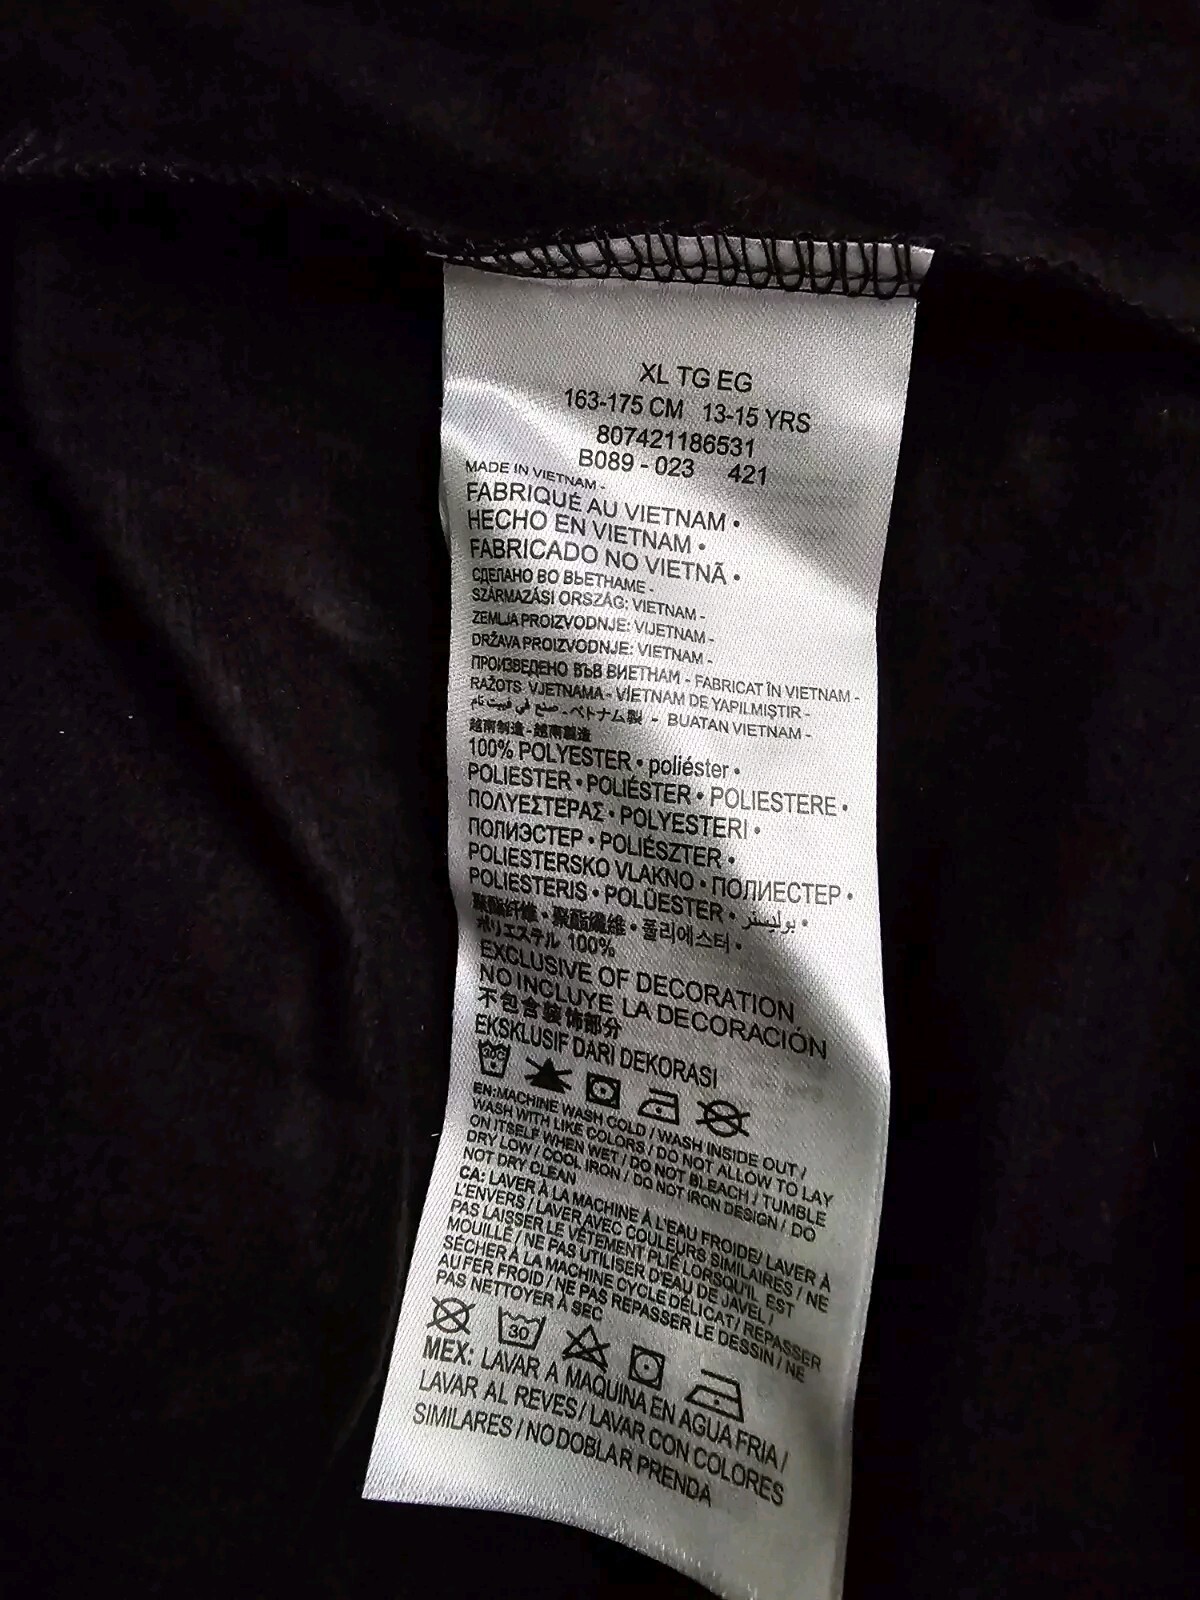 XL TG EG
163-175 CM 13-15 YRS
807421186531
B089 - 023 421
MADE IN VIETNAM -
FABRIQUÉ AU VIETNAM •
HECHO EN VIETNAM •
FABRICADO NO VIETNÃ •
СДЕЛАНО ВО ВЬЕТНАМЕ -
SZÁRMAZÁSI ORSZÁG: VIETNAM -
ZEMLJA PROIZVODNJE: VIJETNAM -
DRŽAVA PROIZVODNJE: VIETNAM -
ПРОИЗВЕДЕНО ВЪВ ВИЕТНАМ - FABRICAT ÎN VIETNAM -
RAŽOTS VJETNAMA - VİETNAM DE YAPILMIŞTIR -
صنع في فييت نام - ベトナム製 - BUATAN VIETNAM -
越南制造 - 越南製造
100% POLYESTER • poliéster •
POLIESTER • POLIÉSTER • POLIESTERE •
ΠΟΛΥΕΣΤΕΡΑΣ • POLYESTERI •
ПОЛИЭСТЕР • POLIÉSZTER •
POLIESTERSKO VLAKNO • ПОЛИЕСТЕР •
POLIESTERIS • POLÜESTER • بوليستر •
聚酯纤维 • 聚酯纖維 • 폴리에스터 •
ポリエステル 100%
EXCLUSIVE OF DECORATION
NO INCLUYE LA DECORACIÓN
不包含装饰部分
EKSKLUSIF DARI DEKORASI
30°C
EN:MACHINE WASH COLD / WASH INSIDE OUT /
WASH WITH LIKE COLORS / DO NOT ALLOW TO LAY
ON ITSELF WHEN WET / DO NOT BLEACH / TUMBLE
DRY LOW / COOL IRON / DO NOT IRON DESIGN / DO
NOT DRY CLEAN
CA: LAVER À LA MACHINE À L'EAU FROIDE/ LAVER À
L'ENVERS / LAVER AVEC COULEURS SIMILAIRES / NE
PAS LAISSER LE VÊTEMENT PLIÉ LORSQU'IL EST
MOUILLÉ / NE PAS UTILISER D'EAU DE JAVEL /
SÉCHER À LA MACHINE CYCLE DÉLICAT/ REPASSER
AU FER FROID / NE PAS REPASSER LE DESSIN / NE
PAS NETTOYER À SEC
30
MEX: LAVAR A MAQUINA EN AGUA FRIA /
LAVAR AL REVES / LAVAR CON COLORES
SIMILARES / NO DOBLAR PRENDA